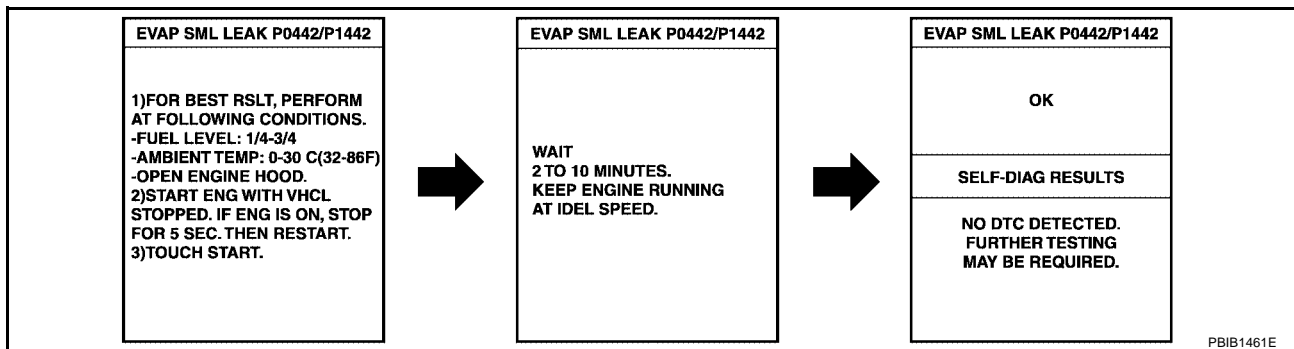 EVAP SML LEAK P0442/P1442
1)FOR BEST RSLT, PERFORM
AT FOLLOWING CONDITIONS.
-FUEL LEVEL: 1/4-3/4
-AMBIENT TEMP: 0-30 C(32-86F)
-OPEN ENGINE HOOD.
2)START ENG WITH VHCL
STOPPED. IF ENG IS ON, STOP
FOR 5 SEC. THEN RESTART.
3)TOUCH START.
EVAP SML LEAK P0442/P1442
WAIT
2 TO 10 MINUTES.
KEEP ENGINE RUNNING
AT IDEL SPEED.
EVAP SML LEAK P0442/P1442
OK
SELF-DIAG RESULTS
NO DTC DETECTED.
FURTHER TESTING
MAY BE REQUIRED.
PBIB1461E